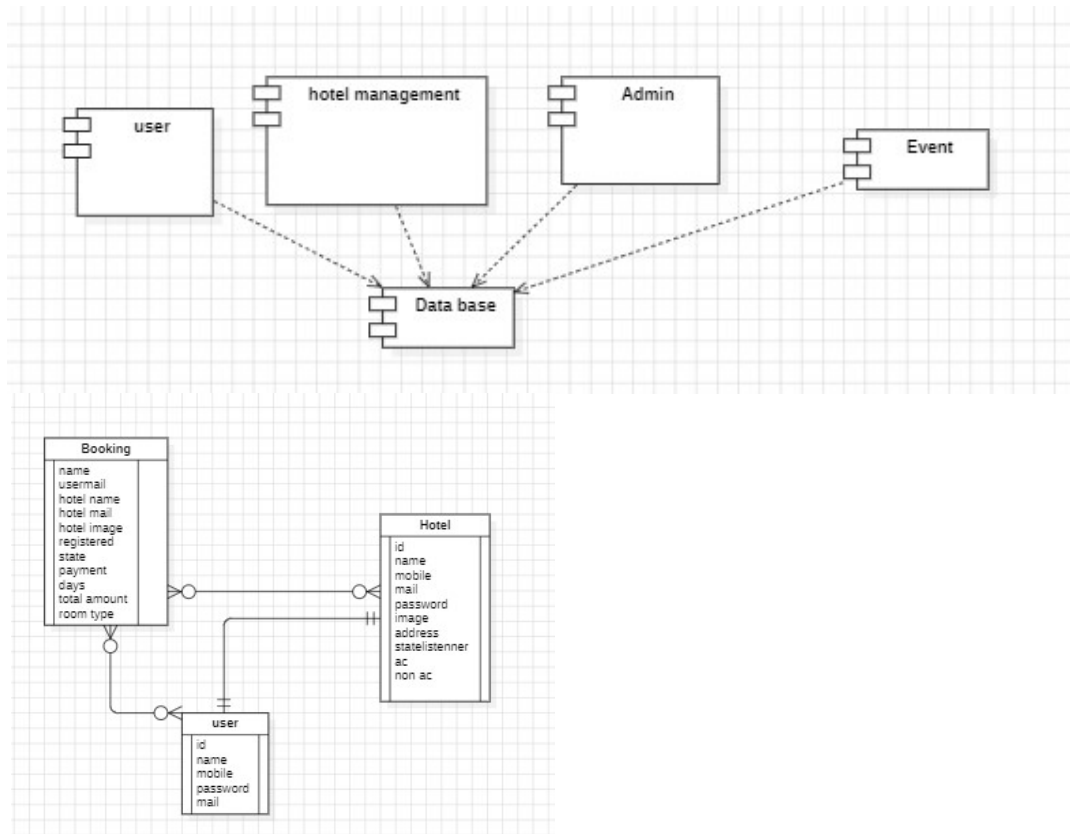 user
hotel management
Admin
Event
Data base
Booking
name
usermail
hotel name
hotel mail
hotel image
registered
state
payment
days
total amount
room type
Hotel
id
name
mobile
mail
password
image
address
statelistenner
ac
non ac
user
id
name
mobile
password
mail